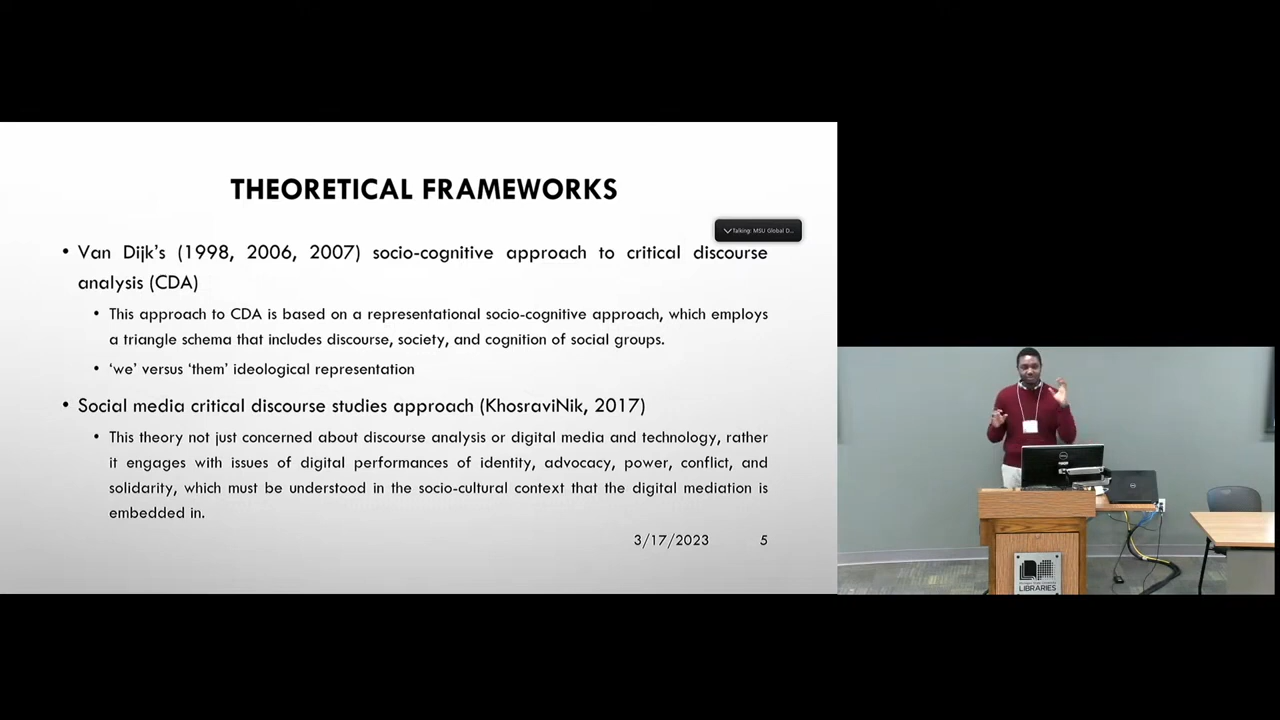 THEORETICAL FRAMEWORKS
Talking: MSU Global D...
• Van Dijk's (1998, 2006, 2007) socio-cognitive approach to critical discourse
analysis (CDA)
• This approach to CDA is based on a representational socio-cognitive approach, which employs
a triangle schema that includes discourse, society, and cognition of social groups.
• 'we' versus 'them' ideological representation
• Social media critical discourse studies approach (KhosraviNik, 2017)
• This theory not just concerned about discourse analysis or digital media and technology, rather
it engages with issues of digital performances of identity, advocacy, power, conflict, and
solidarity, which must be understood in tie socio-cultural context that the digital mediation is
embedded in.
3/17/2023 5
DELL
LIBRARIES